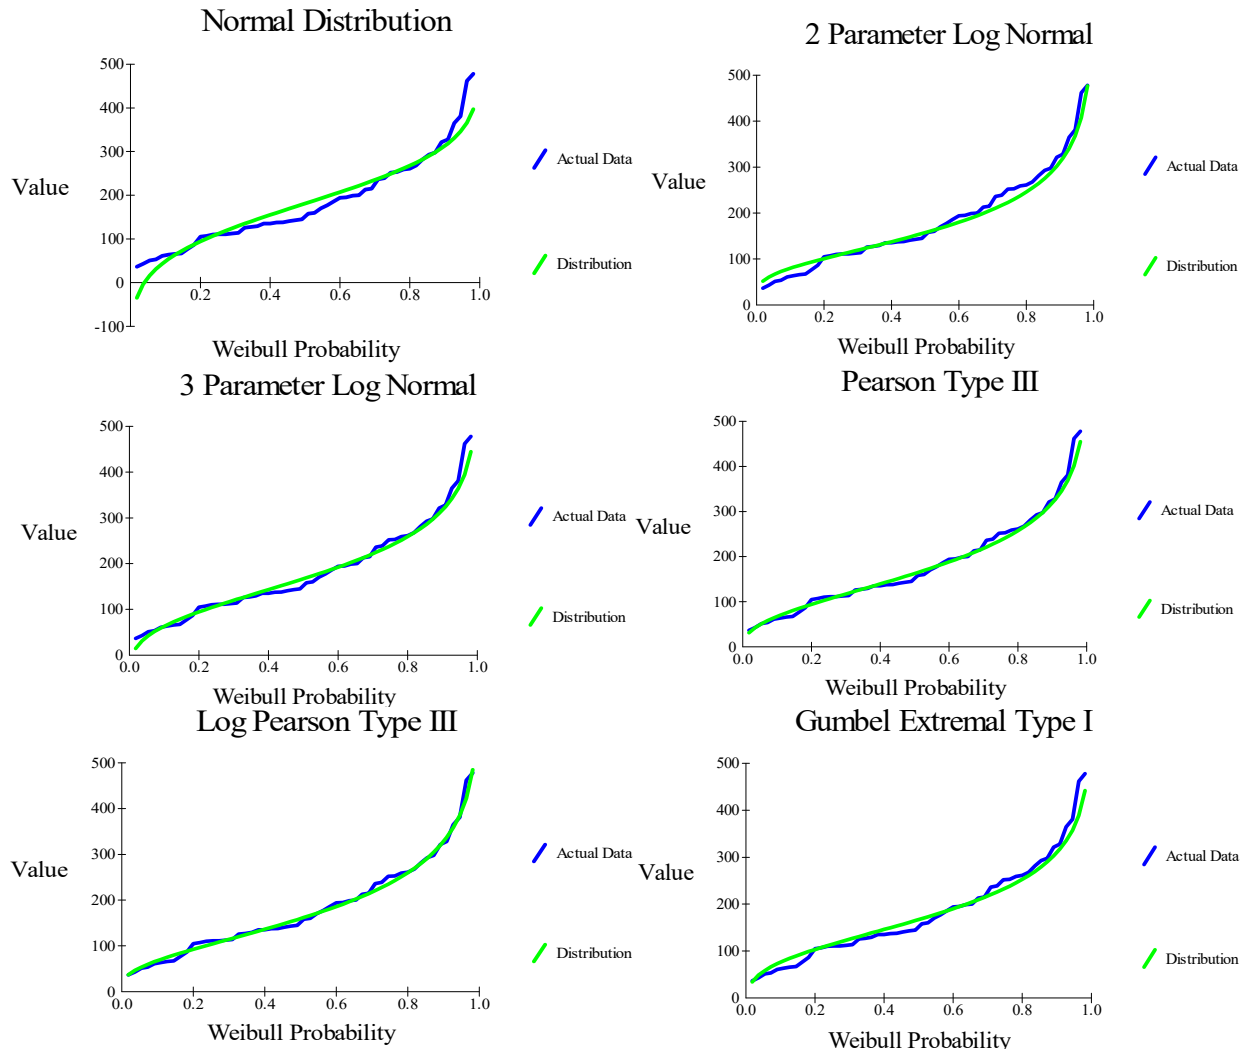 Normal Distribution
500
400
300
200
100
0
-100
0.2
0.4
0.6
0.8
1.0
Value
Weibull Probability
Actual Data
Distribution
2 Parameter Log Normal
500
400
300
200
100
0
0.0
0.2
0.4
0.6
0.8
1.0
Value
Weibull Probability
Actual Data
Distribution
3 Parameter Log Normal
500
400
300
200
100
0
0.0
0.2
0.4
0.6
0.8
1.0
Value
Weibull Probability
Actual Data
Distribution
Pearson Type III
500
400
300
200
100
0
0.0
0.2
0.4
0.6
0.8
1.0
Value
Weibull Probability
Actual Data
Distribution
Log Pearson Type III
500
400
300
200
100
0
0.0
0.2
0.4
0.6
0.8
1.0
Value
Weibull Probability
Actual Data
Distribution
Gumbel Extremal Type I
500
400
300
200
100
0
0.0
0.2
0.4
0.6
0.8
1.0
Value
Weibull Probability
Actual Data
Distribution